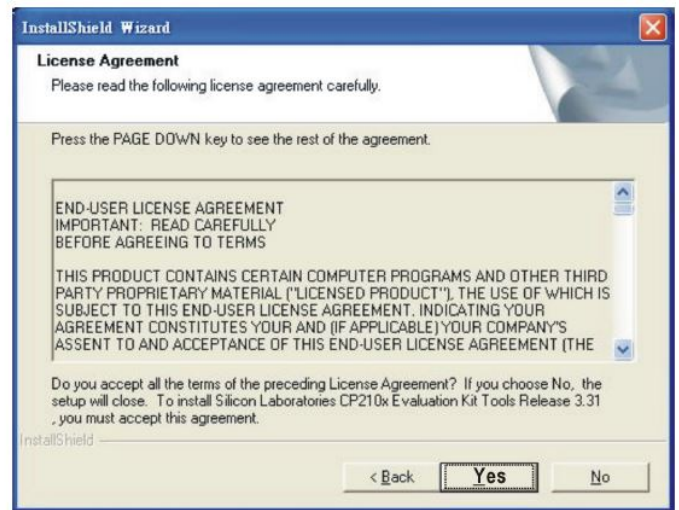 InstallShield Wizard
License Agreement
Please read the following license agreement carefully.
Press the PAGE DOWN key to see the rest of the agreement.
END-USER LICENSE AGREEMENT
IMPORTANT: READ CAREFULLY
BEFORE AGREEING TO TERMS
THIS PRODUCT CONTAINS CERTAIN COMPUTER PROGRAMS AND OTHER THIRD
PARTY PROPRIETARY MATERIAL ("LICENSED PRODUCT"), THE USE OF WHICH IS
SUBJECT TO THIS END-USER LICENSE AGREEMENT. INDICATING YOUR
AGREEMENT CONSTITUTES YOUR AND (IF APPLICABLE) YOUR COMPANY'S
ASSENT TO AND ACCEPTANCE OF THIS END-USER LICENSE AGREEMENT (THE
Do you accept all the terms of the preceding License Agreement? If you choose No, the
setup will close. To install Silicon Laboratories CP210x Evaluation Kit Tools Release 3.31
, you must accept this agreement.
InstallShield
< Back Yes No